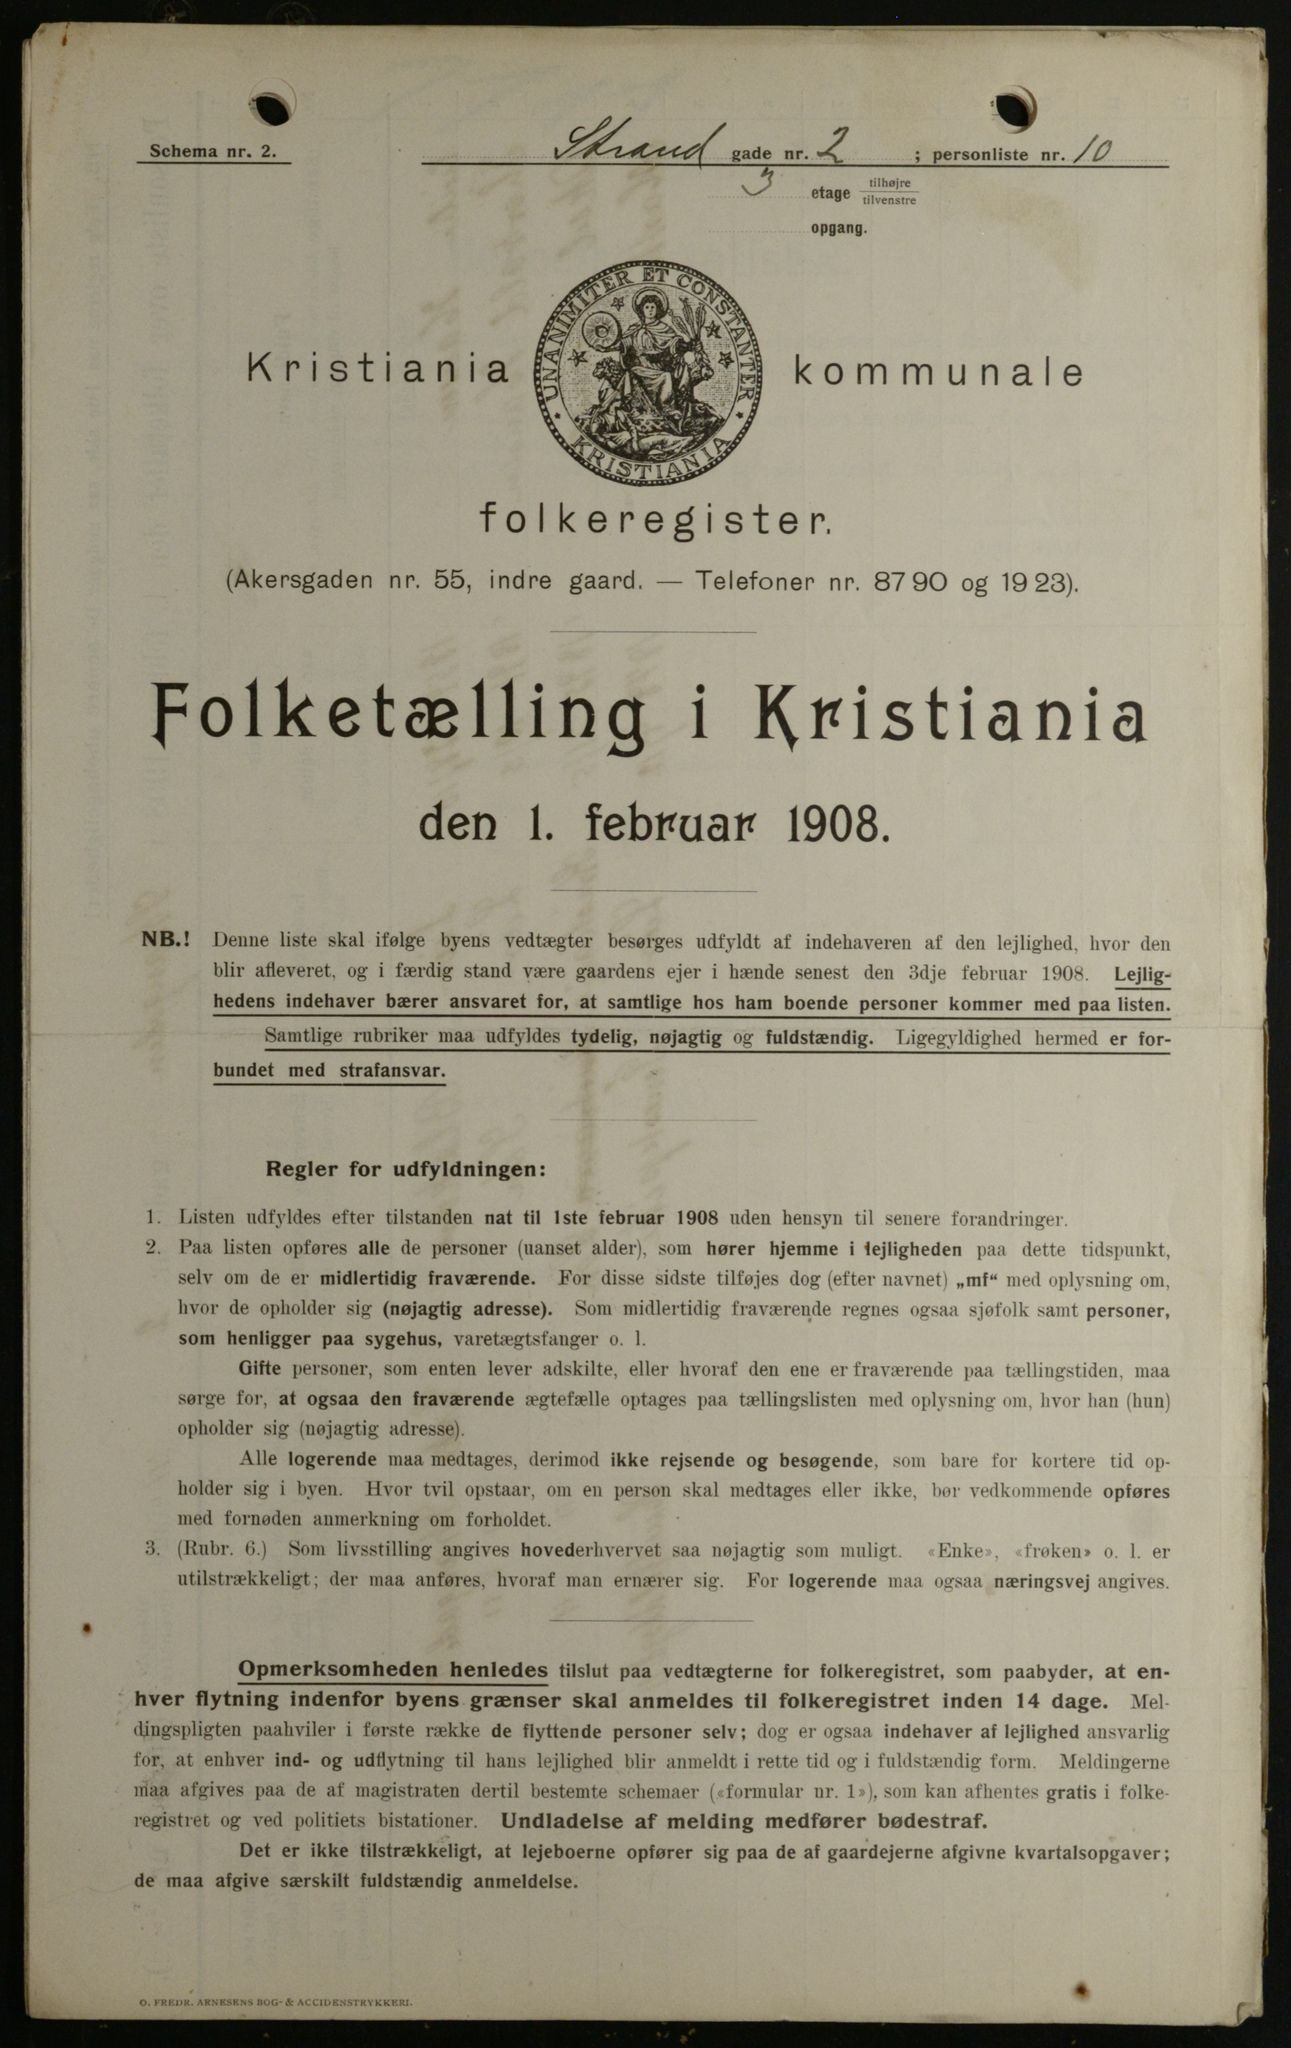 Schema nr. 2.
Strand gade nr. 2 ; personliste nr. 10
3 etage tilhøjre
tilvenstre
opgang.
UNANIMITER ET CONSTANTER
KRISTIANIA
Kristiania kommunale
folkeregister.
(Akersgaden nr. 55, indre gaard. — Telefoner nr. 8790 og 1923).
Folketælling i Kristiania
den 1. februar 1908.
NB.! Denne liste skal ifølge byens vedtægter besørges udfyldt af indehaveren af den lejlighed, hvor den
blir afleveret, og i færdig stand være gaardens ejer i hænde senest den 3dje februar 1908. Lejlig-
hedens indehaver bærer ansvaret for, at samtlige hos ham boende personer kommer med paa listen.
Samtlige rubriker maa udfyldes tydelig, nøjagtig og fuldstændig. Ligegyldighed hermed er for-
bundet med strafansvar.
Regler for udfyldningen:
1. Listen udfyldes efter tilstanden nat til 1ste februar 1908 uden hensyn til senere forandringer.
2. Paa listen opføres alle de personer (uanset alder), som hører hjemme i lejligheden paa dette tidspunkt,
selv om de er midlertidig fraværende. For disse sidste tilføjes dog (efter navnet) „mf“ med oplysning om,
hvor de opholder sig (nøjagtig adresse). Som midlertidig fraværende regnes ogsaa sjøfolk samt personer,
som henligger paa sygehus, varetægtsfanger o. l.
Gifte personer, som enten lever adskilte, eller hvoraf den ene er fraværende paa tællingstiden, maa
sørge for, at ogsaa den fraværende ægtefælle optages paa tællingslisten med oplysning om, hvor han (hun)
opholder sig (nøjagtig adresse).
Alle logerende maa medtages, derimod ikke rejsende og besøgende, som bare for kortere tid op-
holder sig i byen. Hvor tvil opstaar, om en person skal medtages eller ikke, bør vedkommende opføres
med fornøden anmerkning om forholdet.
3. (Rubr. 6.) Som livsstilling angives hovederhvervet saa nøjagtig som muligt. «Enke», «frøken» o. l. er
utilstrækkeligt; der maa anføres, hvoraf man ernærer sig. For logerende maa ogsaa næringsvej angives.
Opmerksomheden henledes tilslut paa vedtægterne for folkeregistret, som paabyder, at en-
hver flytning indenfor byens grænser skal anmeldes til folkeregistret inden 14 dage. Mel-
dingspligten paahviler i første række de flyttende personer selv; dog er ogsaa indehaver af lejlighed ansvarlig
for, at enhver ind- og udflytning til hans lejlighed blir anmeldt i rette tid og i fuldstændig form. Meldingerne
maa afgives paa de af magistraten dertil bestemte schemaer («formular nr. 1»), som kan afhentes gratis i folke-
registret og ved politiets bistationer. Undladelse af melding medfører bødestraf.
Det er ikke tilstrækkeligt, at lejeboerne opfører sig paa de af gaardejerne afgivne kvartalsopgaver;
de maa afgive særskilt fuldstændig anmeldelse.
O. FREDR. ARNESENS BOG- & ACCIDENSTRYKKERI.